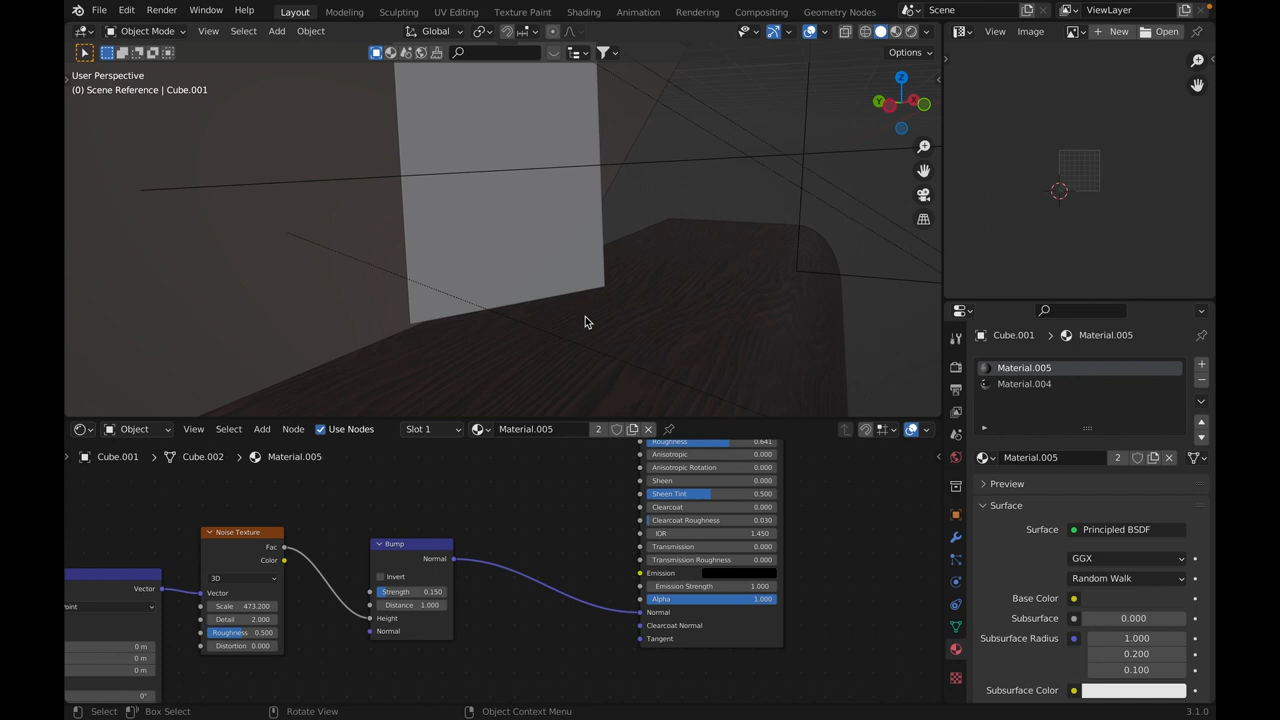 File Edit Render Window Help Layout Modeling Sculpting UV Editing Texture Paint Shading Animation Rendering Compositing Geometry Nodes Scene ViewLayer
Object Mode View Select Add Object Global View Image New Open
Options
User Perspective
(0) Scene Reference | Cube.001
Z
Y
X
Cube.001 Material.005
Material.005
Material.004
Object View Select Add Node Use Nodes Slot 1 Material.005 2
Cube.001 Cube.002 Material.005
Material.005 2
Preview
Surface
Surface Principled BSDF
GGX
Random Walk
Base Color
Subsurface 0.000
Subsurface Radius 1.000
0.200
0.100
Subsurface Color
Vector
Point
0 m
0 m
0 m
0°
Noise Texture
Fac
Color
3D
Vector
Scale 473.200
Detail 2.000
Roughness 0.500
Distortion 0.000
Bump
Normal
Invert
Strength 0.150
Distance 1.000
Height
Normal
Roughness 0.641
Anisotropic 0.000
Anisotropic Rotation 0.000
Sheen 0.000
Sheen Tint 0.500
Clearcoat 0.000
Clearcoat Roughness 0.030
IOR 1.450
Transmission 0.000
Transmission Roughness 0.000
Emission
Emission Strength 1.000
Alpha 1.000
Normal
Clearcoat Normal
Tangent
Select Box Select Rotate View Object Context Menu 3.1.0